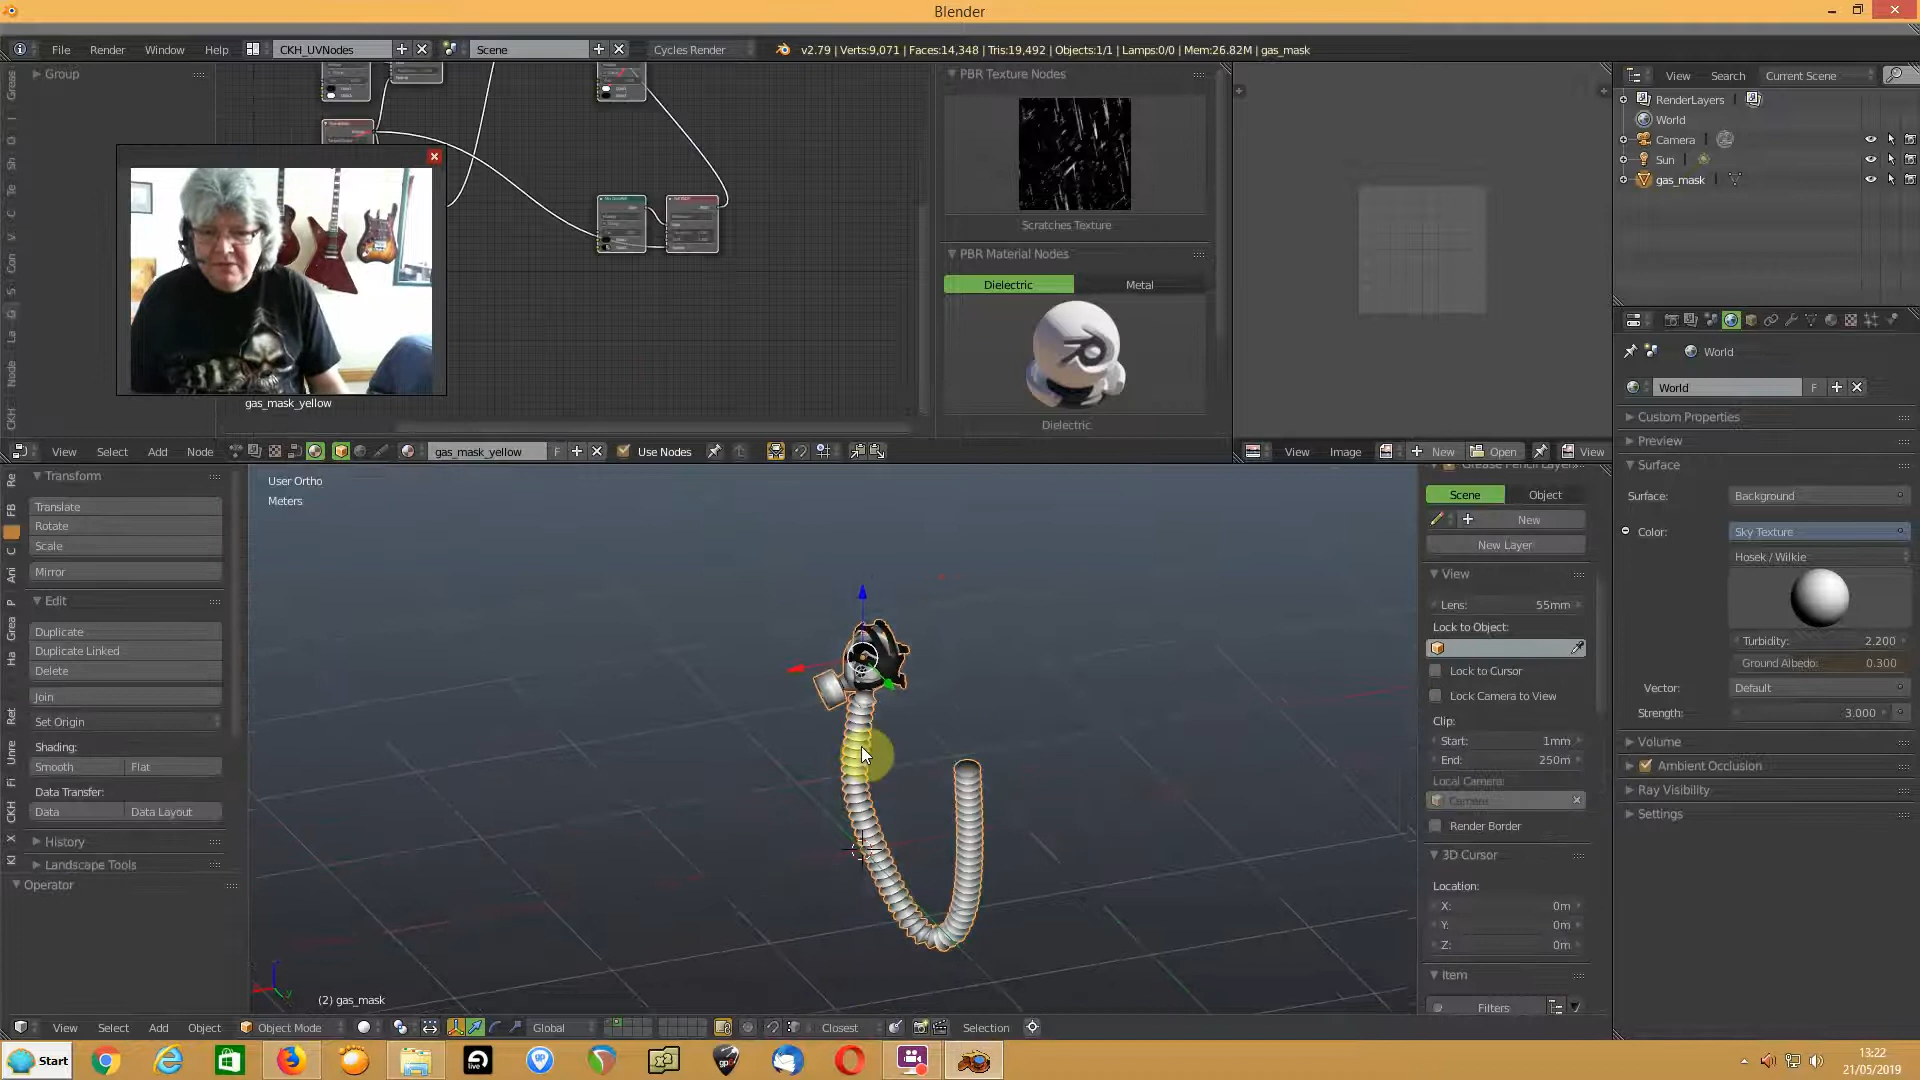 Blender
File Render Window Help CKH_UVNodes Scene Cycles Render v2.79 | Verts:9,071 | Faces:14,348 | Tris:19,492 | Objects:1/1 | Lamps:0/0 | Mem:26.82M | gas_mask
Group
PBR Texture Nodes
Scratches Texture
PBR Material Nodes
Dielectric Metal
Dielectric
View Search Current Scene
RenderLayers
World
Camera
Sun
gas_mask
World
World F
Custom Properties
Preview
Surface
Surface: Background
Color: Sky Texture
Hosek / Wilkie
Turbidity: 2.200
Ground Albedo: 0.300
Vector: Default
Strength: 3.000
Volume
Ambient Occlusion
Ray Visibility
Settings
gas_mask_yellow
View Select Add Node gas_mask_yellow F Use Nodes
View Image New Open View
Transform
Translate
Rotate
Scale
Mirror
Edit
Duplicate
Duplicate Linked
Delete
Join
Set Origin
Shading:
Smooth Flat
Data Transfer:
Data Data Layout
History
Landscape Tools
Operator
User Ortho
Meters
(2) gas_mask
Grease Pencil Layers
Scene Object
New
New Layer
View
Lens: 55mm
Lock to Object:
Lock to Cursor
Lock Camera to View
Clip:
Start: 1mm
End: 250m
Local Camera:
Camera
Render Border
3D Cursor
Location:
X: 0m
Y: 0m
Z: 0m
Item
Filters
View Select Add Object Object Mode Global Closest Selection
Start
live
13:22
21/05/2019